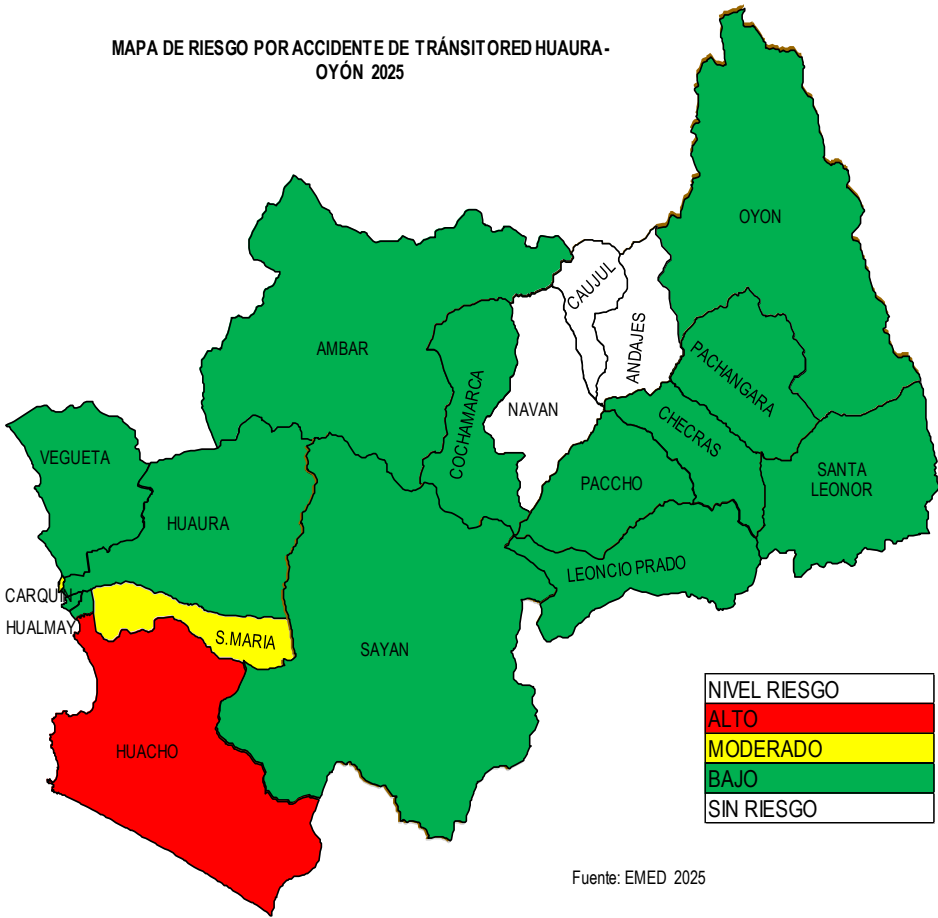 MAPA DE RIESGO POR ACCIDENTE DE TRÁNSITO RED HUAURA-
OYÓN 2025
OYON
CAUJUL
ANDAJES
AMBAR
PACHANGARA
COCHAMARCA
NAVAN
CHECRAS
VEGUETA
SANTA
LEONOR
PACCHO
HUAURA
LEONCIO PRADO
CARQUIN
HUALMAY
S.MARIA
SAYAN
HUACHO
NIVEL RIESGO
ALTO
MODERADO
BAJO
SIN RIESGO
Fuente: EMED 2025